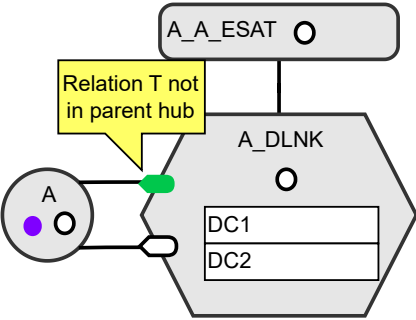 A_A_ESAT
Relation T not
in parent hub
A_DLNK
A
DC1
DC2